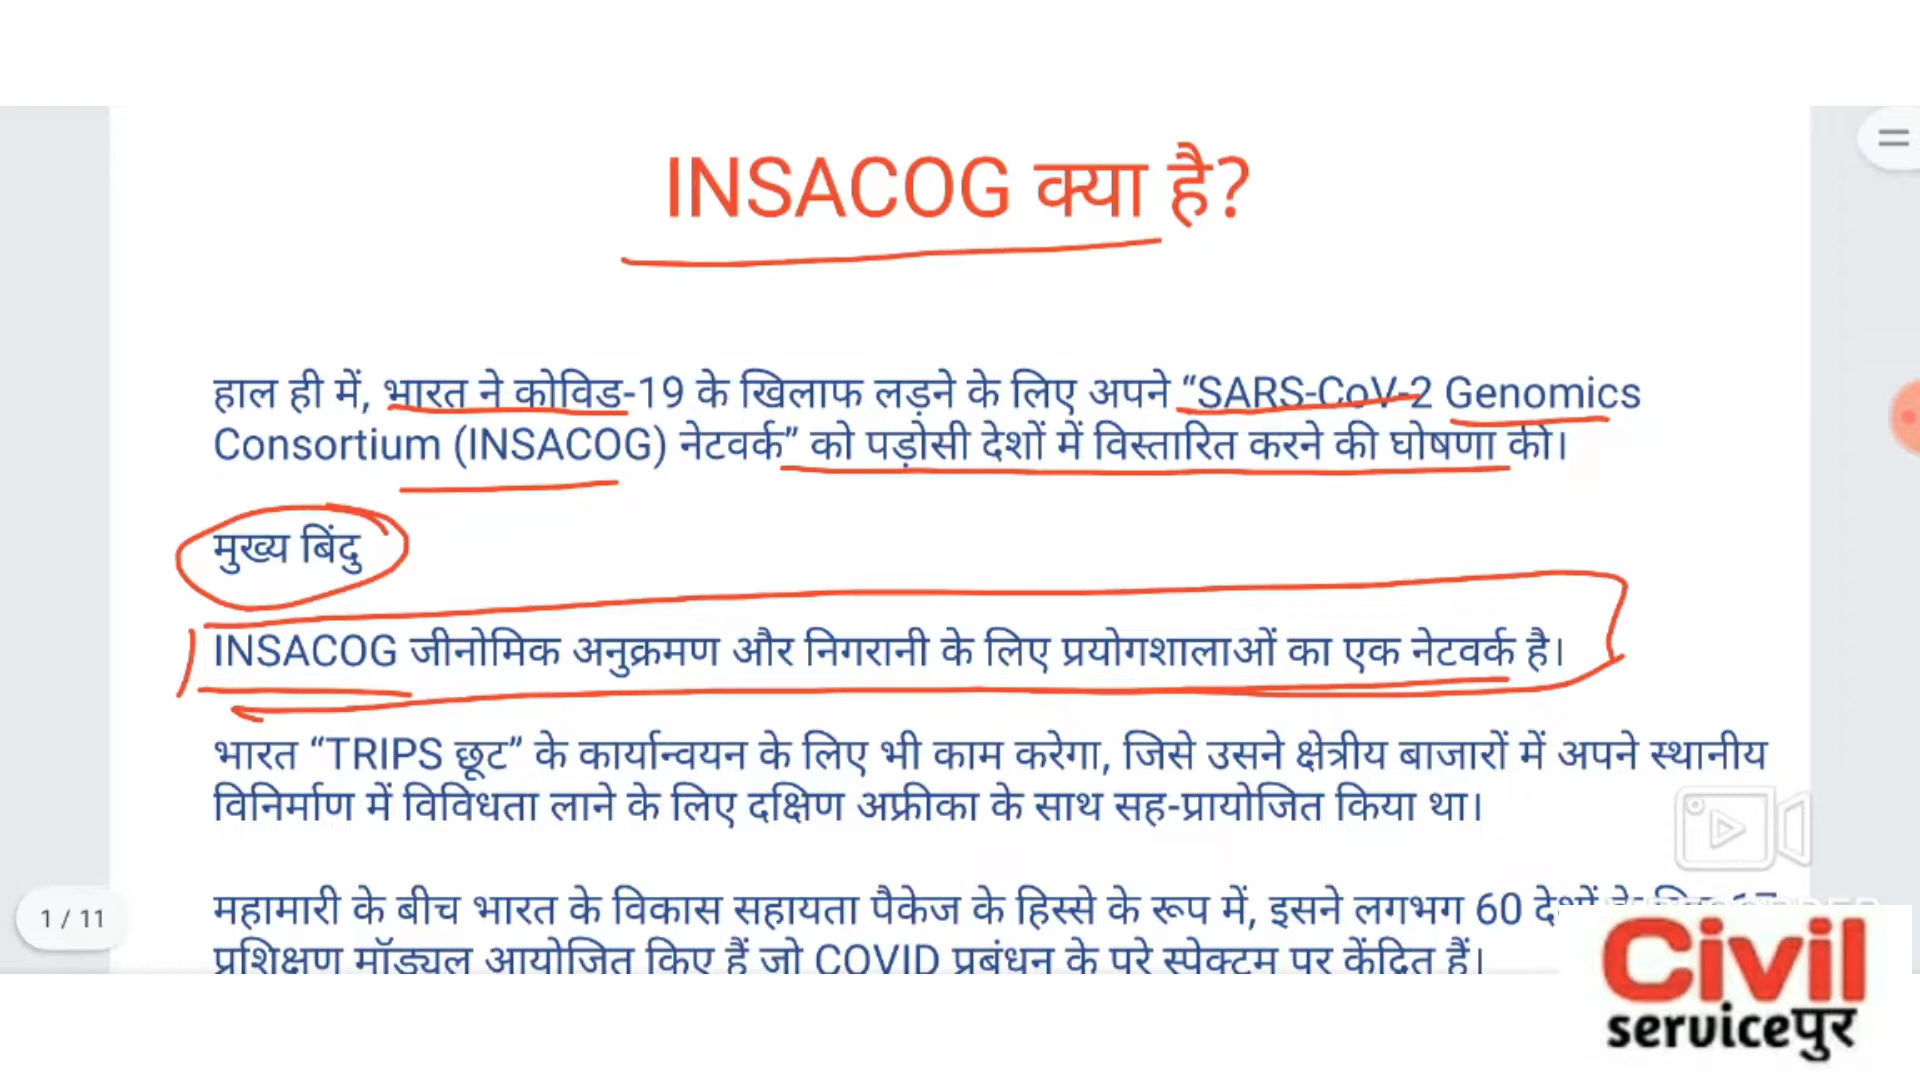 INSACOG क्या है?
हाल ही में, भारत ने कोविड-19 के खिलाफ लड़ने के लिए अपने “SARS-CoV-2 Genomics
Consortium (INSACOG) नेटवर्क” को पड़ोसी देशों में विस्तारित करने की घोषणा की।
मुख्य बिंदु
INSACOG जीनोमिक अनुक्रमण और निगरानी के लिए प्रयोगशालाओं का एक नेटवर्क है।
भारत “TRIPS छूट” के कार्यान्वयन के लिए भी काम करेगा, जिसे उसने क्षेत्रीय बाजारों में अपने स्थानीय
विनिर्माण में विविधता लाने के लिए दक्षिण अफ्रीका के साथ सह-प्रायोजित किया था।
महामारी के बीच भारत के विकास सहायता पैकेज के हिस्से के रूप में, इसने लगभग 60 देशों
प्रशिक्षण मॉड्यूल आयोजित किए हैं जो COVID प्रबंधन के परे स्पेक्ट्रम पर केंद्रित हैं।
1 / 11
Civil
serviceपुर